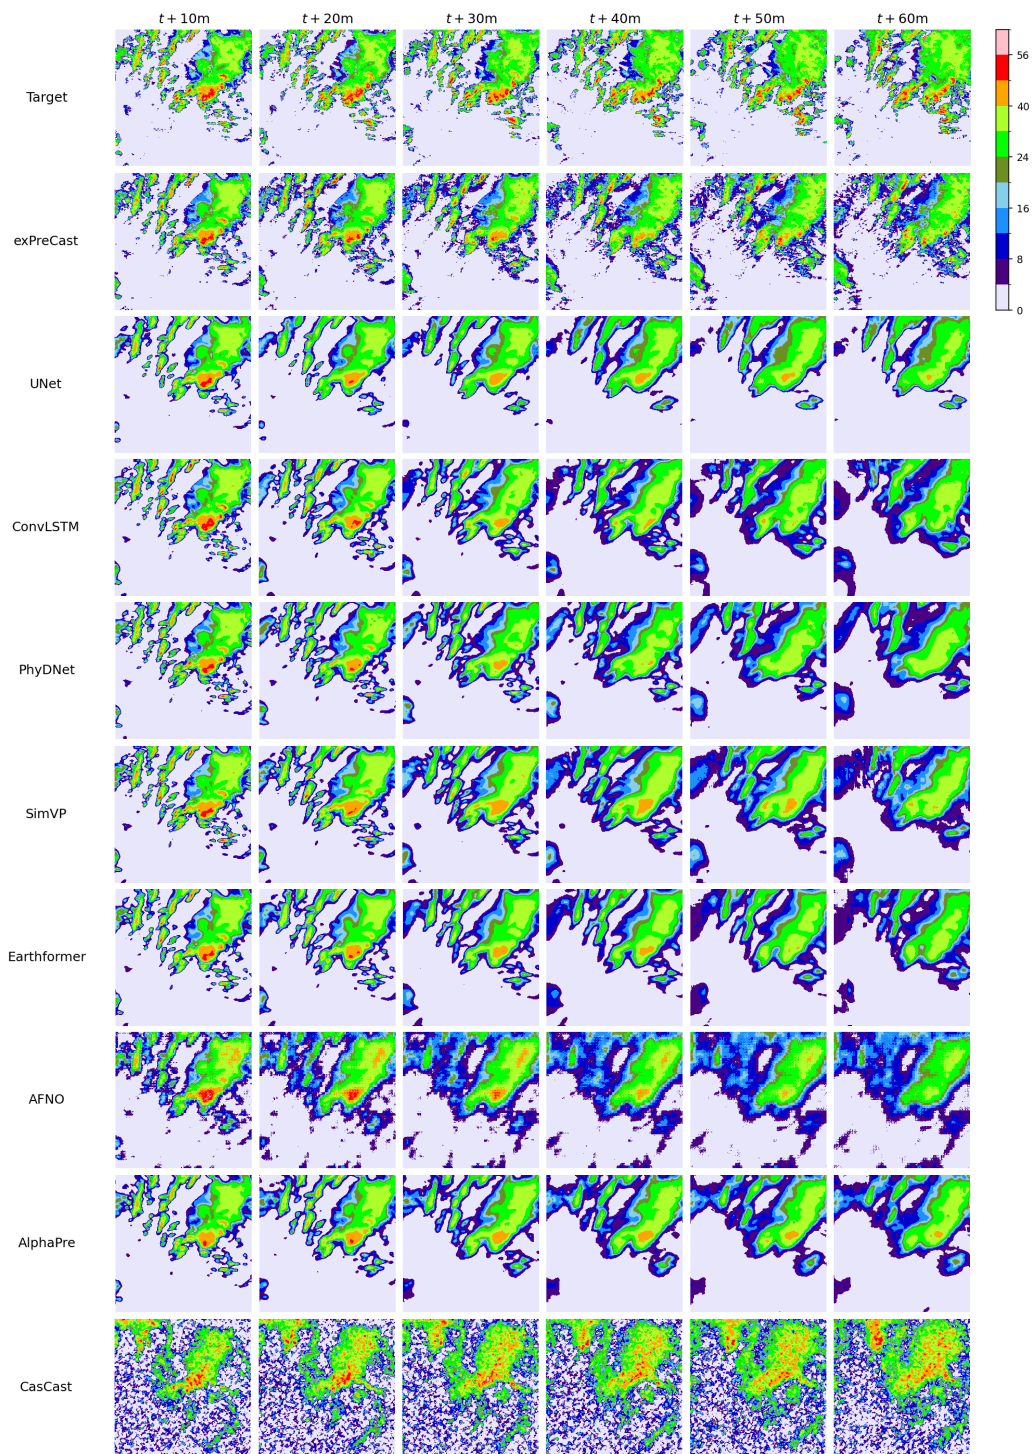 t + 10m t + 20m t + 30m t + 40m t + 50m t + 60m
Target
56
40
24
8
0
exPreCast
UNet
ConvLSTM
PhyDNet
SimVP
Earthformer
AFNO
AlphaPre
CasCast